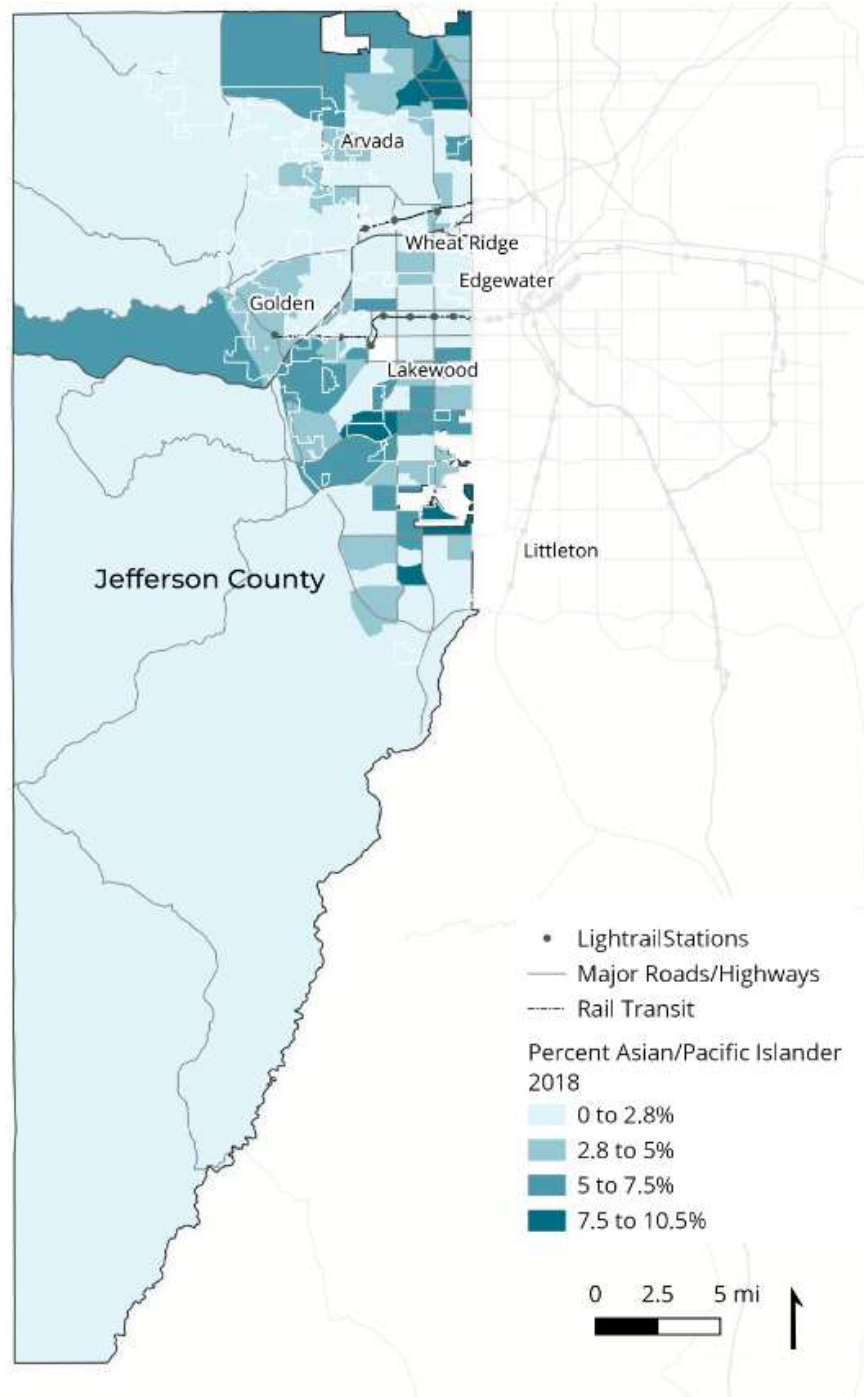 Arvada
Wheat Ridge
Edgewater
Golden
Lakewood
Littleton
Jefferson County
LightrailStations
Major Roads/Highways
Rail Transit
Percent Asian/Pacific Islander
2018
0 to 2.8%
2.8 to 5%
5 to 7.5%
7.5 to 10.5%
0 2.5 5 mi